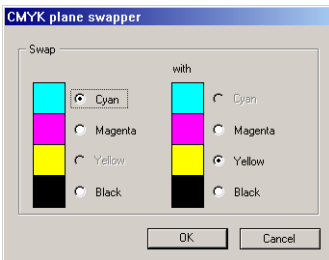 CMYK plane swapper
Swap
with
Cyan Cyan
Magenta Magenta
Yellow Yellow
Black Black
OK Cancel